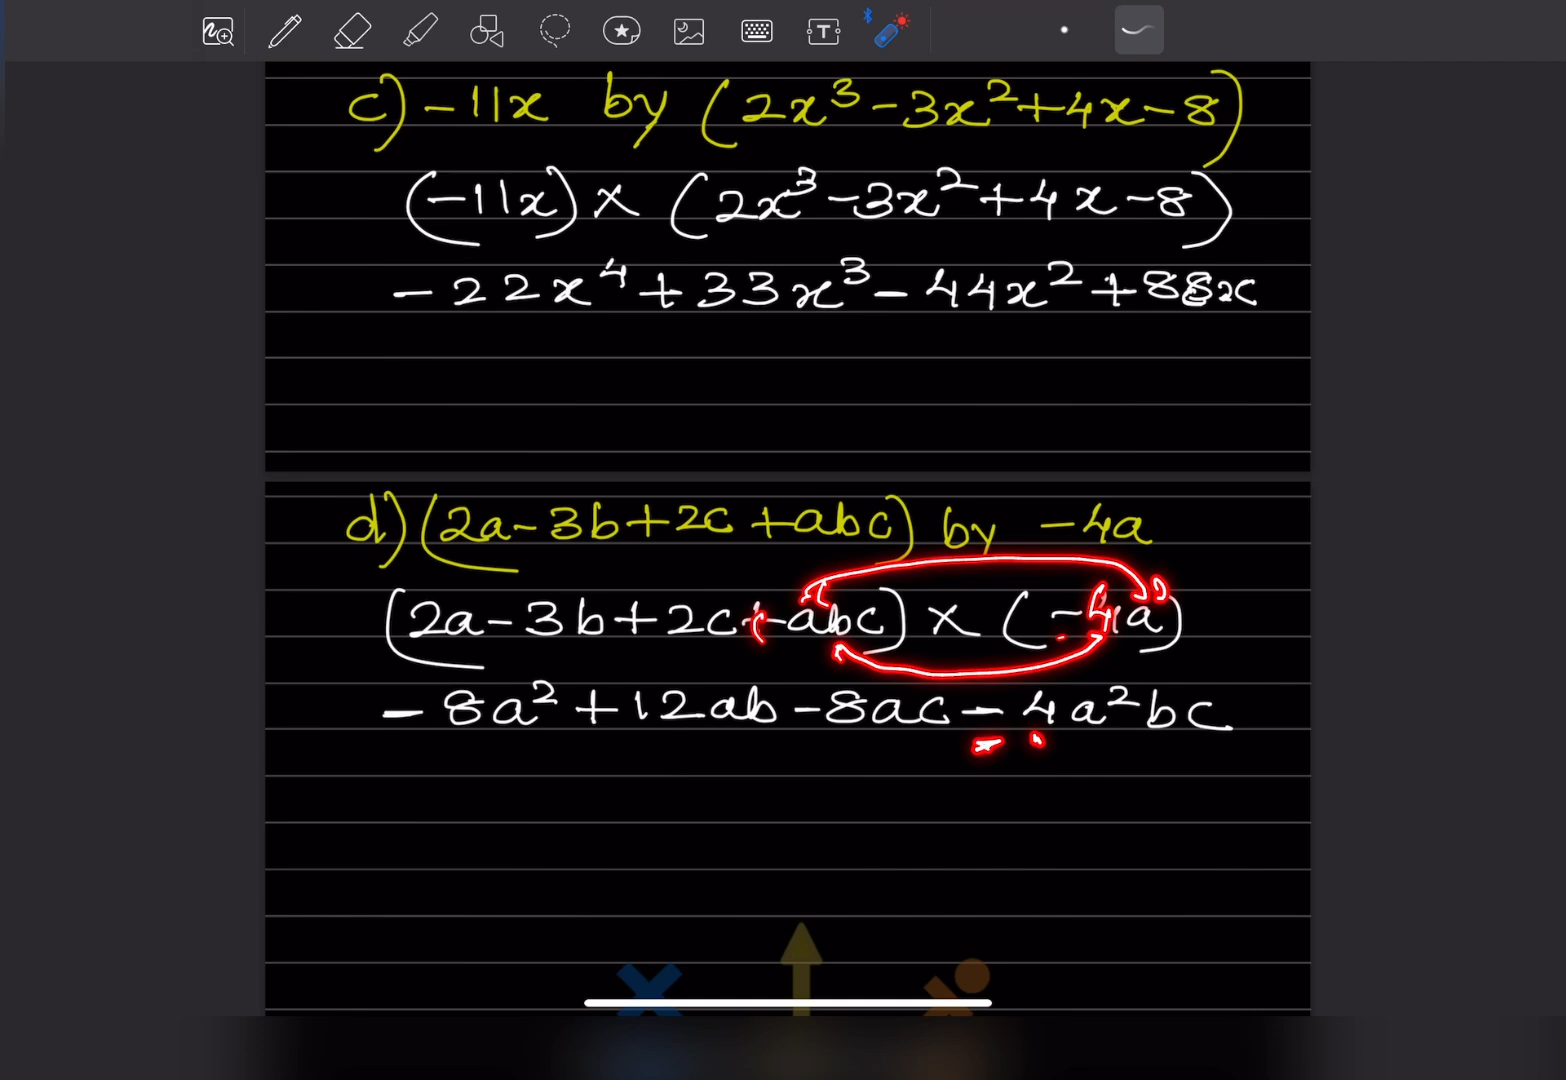 c) -11x by (2x³-3x²+4x-8)
(-11x) × (2x³-3x²+4x-8)
-22x⁴+33x³-44x²+88x
d) (2a-3b+2c+abc) by -4a
(2a-3b+2c+abc) × (-4a)
-8a²+12ab-8ac-4a²bc